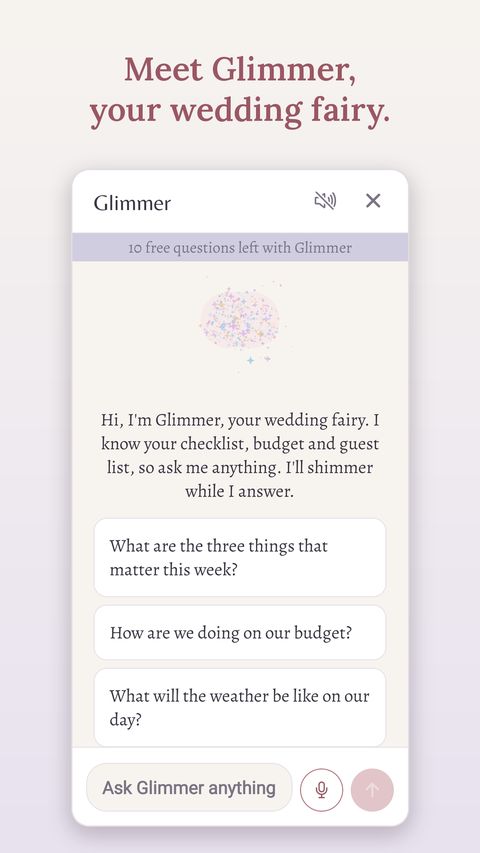 Meet Glimmer,
your wedding fairy.
Glimmer
10 free questions left with Glimmer
Hi, I'm Glimmer, your wedding fairy. I
know your checklist, budget and guest
list, so ask me anything. I'll shimmer
while I answer.
What are the three things that
matter this week?
How are we doing on our budget?
What will the weather be like on our
day?
Ask Glimmer anything